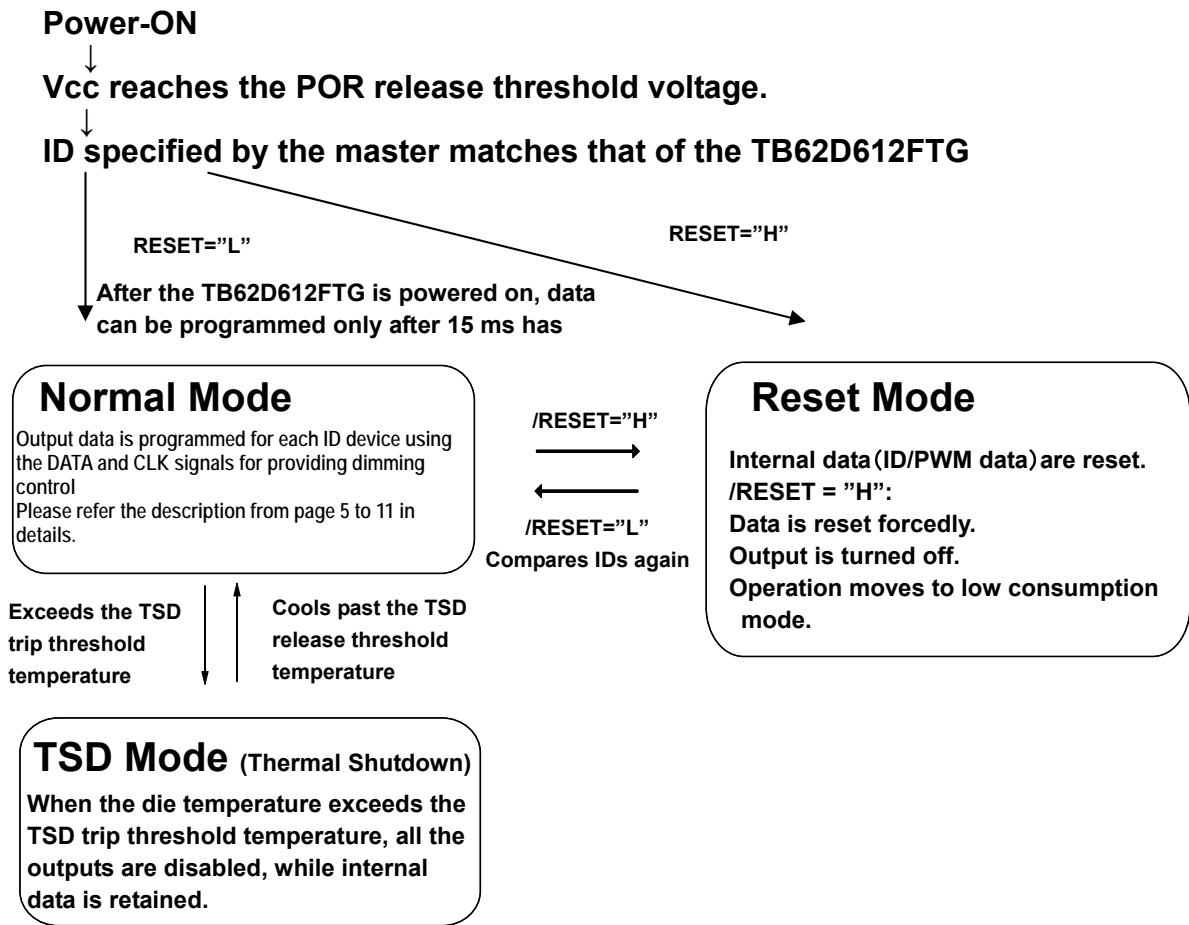 Power-ON
↓
Vcc reaches the POR release threshold voltage.
↓
ID specified by the master matches that of the TB62D612FTG
RESET=”L”
RESET=”H”
After the TB62D612FTG is powered on, data
can be programmed only after 15 ms has
Normal Mode
Output data is programmed for each ID device using
the DATA and CLK signals for providing dimming
control
Please refer the description from page 5 to 11 in
details.
/RESET=”H”
/RESET=”L”
Compares IDs again
Reset Mode
Internal data（ID/PWM data）are reset.
/RESET = ”H”:
Data is reset forcedly.
Output is turned off.
Operation moves to low consumption
mode.
Exceeds the TSD
trip threshold
temperature
Cools past the TSD
release threshold
temperature
TSD Mode (Thermal Shutdown)
When the die temperature exceeds the
TSD trip threshold temperature, all the
outputs are disabled, while internal
data is retained.